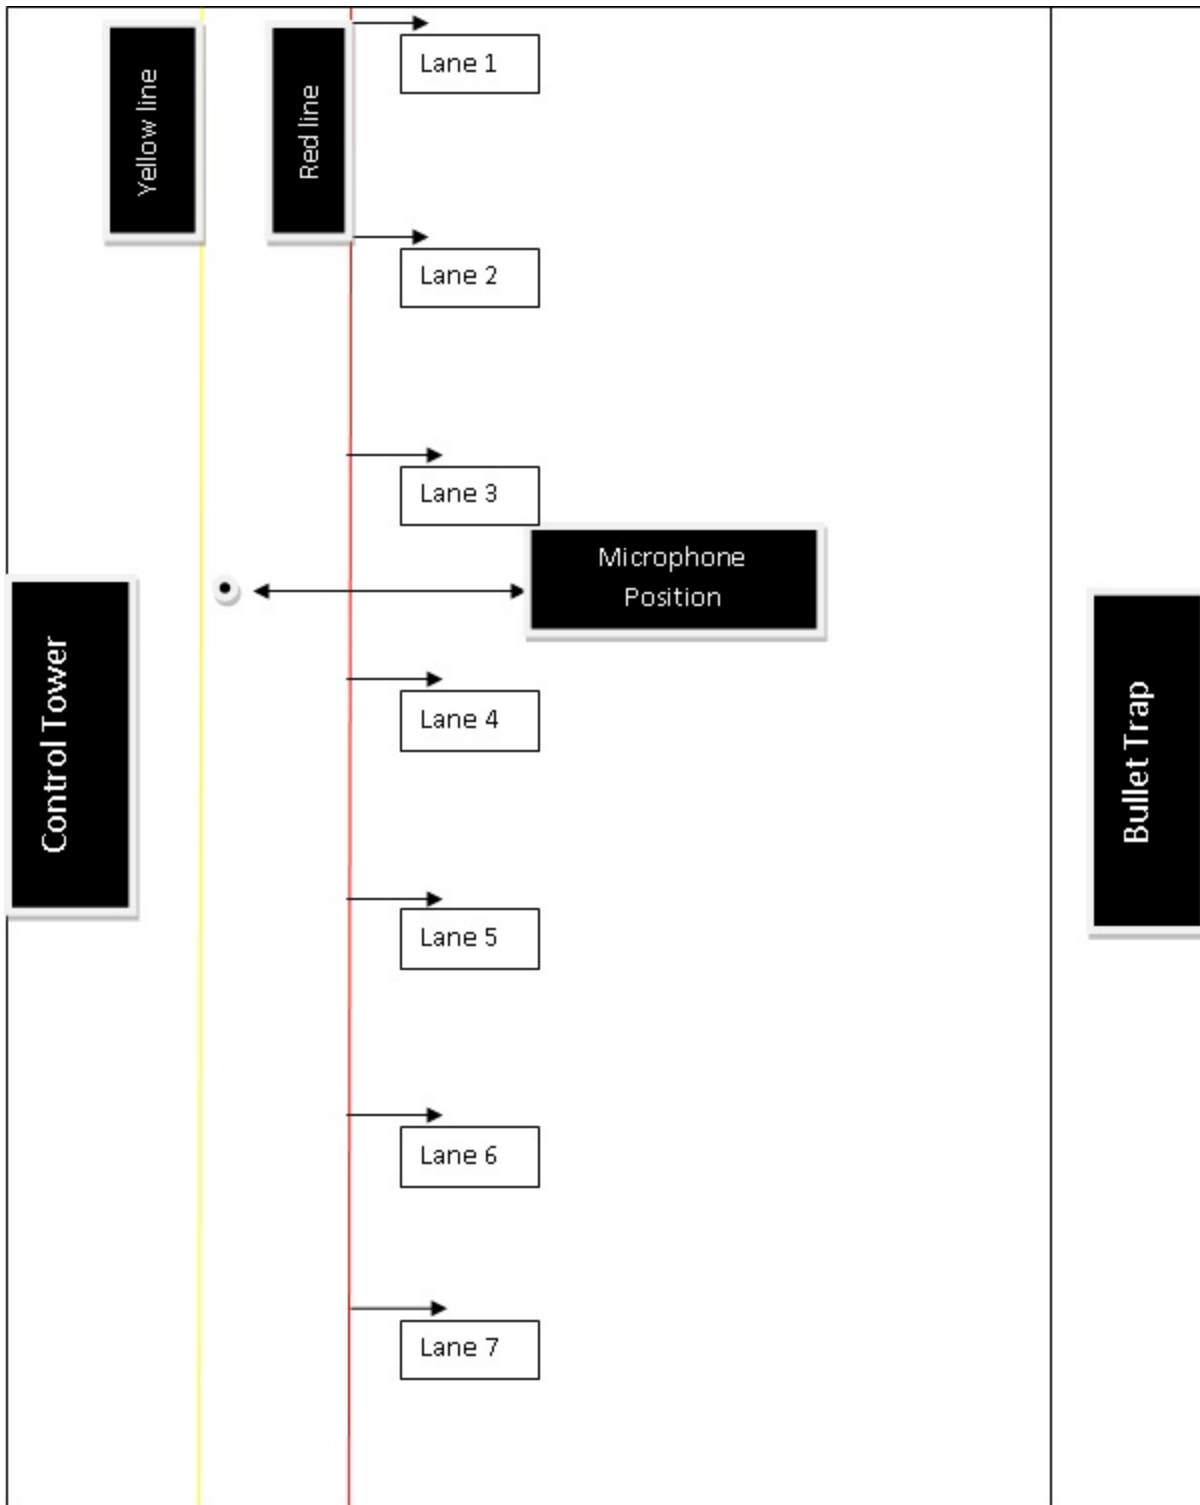 Yellow line
Red line
Lane 1
Lane 2
Lane 3
Microphone
Position
Lane 4
Control Tower
Bullet Trap
Lane 5
Lane 6
Lane 7